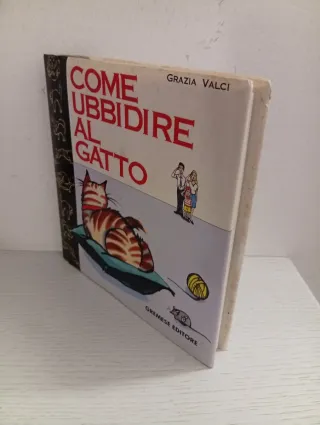 GRAZIA VALCI
COME
UBBIDIRE
AL
GATTO
GREMESE EDITORE